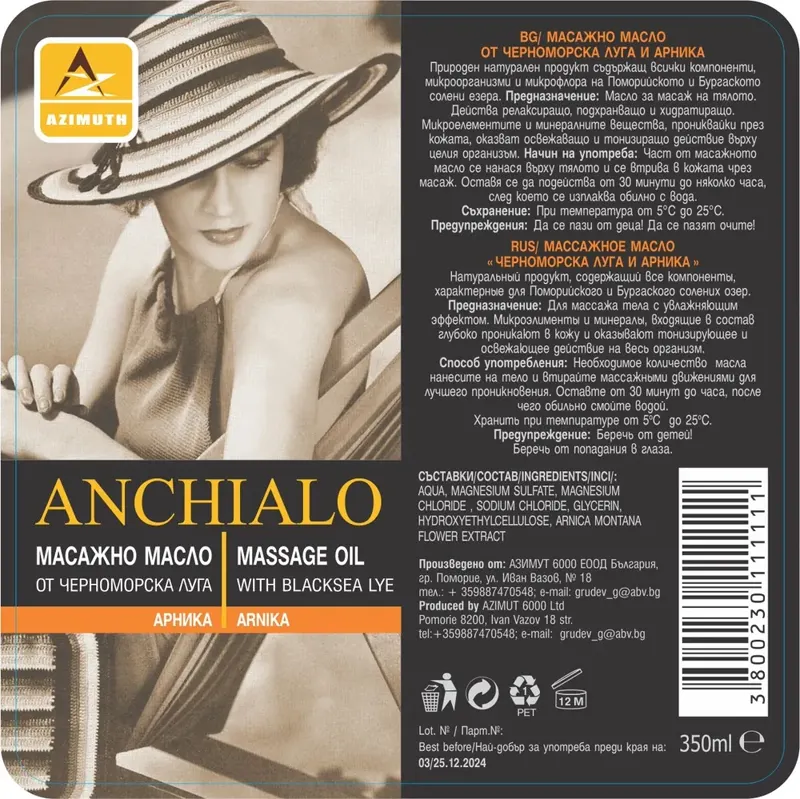 AZIMUTH
ANCHIALO
МАСАЖНО МАСЛО
ОТ ЧЕРНОМОРСКА ЛУГА
MASSAGE OIL
WITH BLACKSEA LYE
АРНИКА
ARNIKA
BG/ МАСАЖНО МАСЛО
ОТ ЧЕРНОМОРСКА ЛУГА И АРНИКА
Природен натурален продукт съдържащ всички компоненти,
микроорганизми и микрофлора на Поморийското и Бургаското
солени езера. Предназначение: Масло за масаж на тялото.
Действа релаксиращо, подхранващо и хидратиращо.
Микроелементите и минералните вещества, прониквайки през
кожата, оказват освежаващо и тонизиращо действие върху
целия организъм. Начин на употреба: Част от масажното
масло се нанася върху тялото и се втрива в кожата чрез
масаж. Оставя се да подейства от 30 минути до няколко часа,
след което се изплаква обилно с вода.
Съхранение: При температура от 5°C до 25°C.
Предупреждения: Да се пази от деца! Да се пазят очите!
RUS/ МАССАЖНОЕ МАСЛО
« ЧЕРНОМОРСКА ЛУГА И АРНИКА »
Натуральный продукт, содержащий все компоненты,
характерные для Поморийского и Бургаского солених озер.
Предназначение: Для массажа тела с увлажняющим
эффектом. Микроэлименты и минералы, входящие в состав
глубоко проникают в кожу и оказывают тонизирующее и
освежающее действие на весь организм.
Способ употребления: Необходимое количество масла
нанесите на тело и втирайте массажными движениями для
лучшего проникновения. Оставте от 30 минут до часа, после
чего обильно смойте водой.
Хранить при темпиратуре от 5°C до 25°C.
Предупреждение: Беречь от детей!
Беречь от попадания в глаза.
СЪСТАВКИ/СОСТАВ/INGREDIENTS/INCI/:
AQUA, MAGNESIUM SULFATE, MAGNESIUM
CHLORIDE , SODIUM CHLORIDE, GLYCERIN,
HYDROXYETHYLCELLULOSE, ARNICA MONTANA
FLOWER EXTRACT
Произведено от: АЗИМУТ 6000 ЕООД България,
гр. Поморие, ул. Иван Вазов, № 18
тел.: + 359887470548; e-mail: grudev_g@abv.bg
Produced by AZIMUT 6000 Ltd
Pomorie 8200, Ivan Vazov 18 str.
tel:+359887470548; e-mail: grudev_g@abv.bg
1
PET
12 M
Lot. № / Парт.№:
Best before/Най-добър за употреба преди края на:
03/25.12.2024
350ml ℮
3 800230 111111